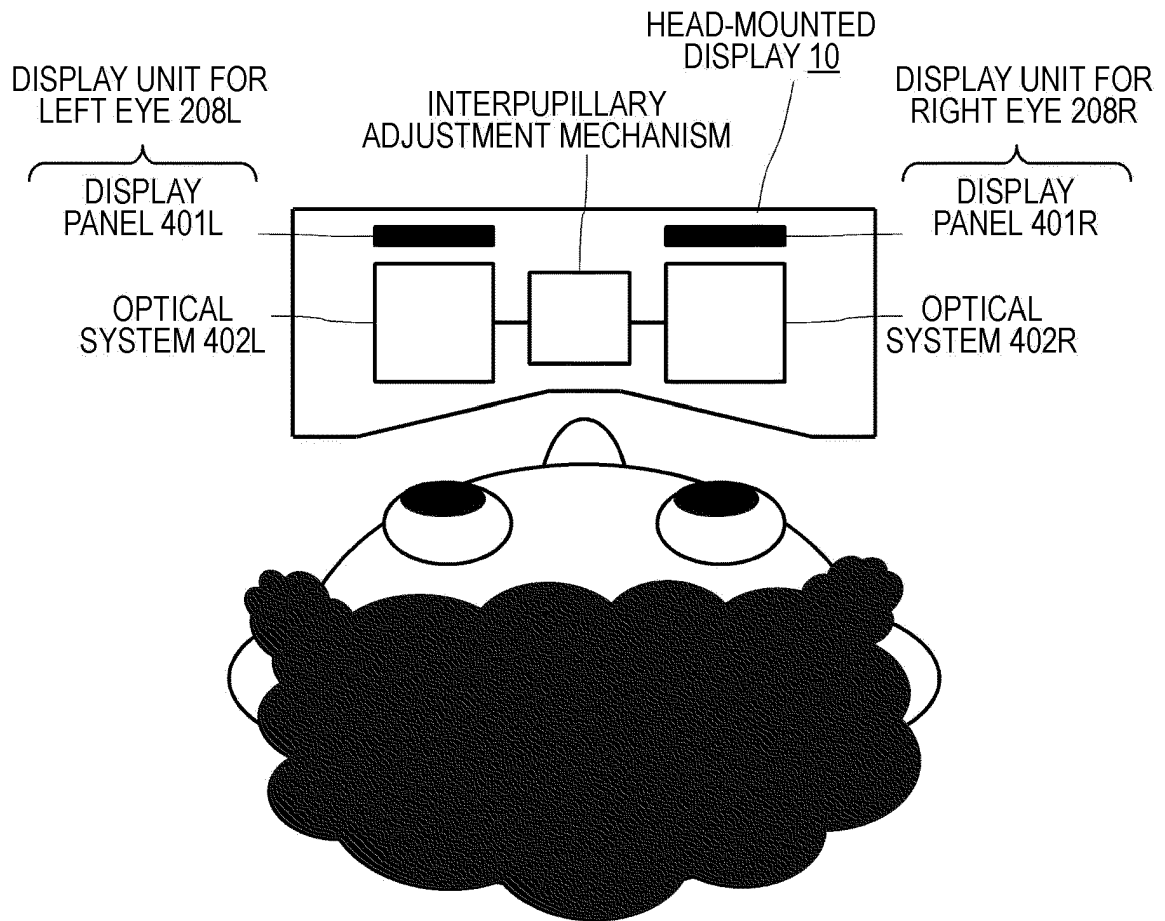 HEAD-MOUNTED
DISPLAY 10
DISPLAY UNIT FOR
LEFT EYE 208L
INTERPUPILLARY
ADJUSTMENT MECHANISM
DISPLAY UNIT FOR
RIGHT EYE 208R
DISPLAY
PANEL 401L
DISPLAY
PANEL 401R
OPTICAL
SYSTEM 402L
OPTICAL
SYSTEM 402R